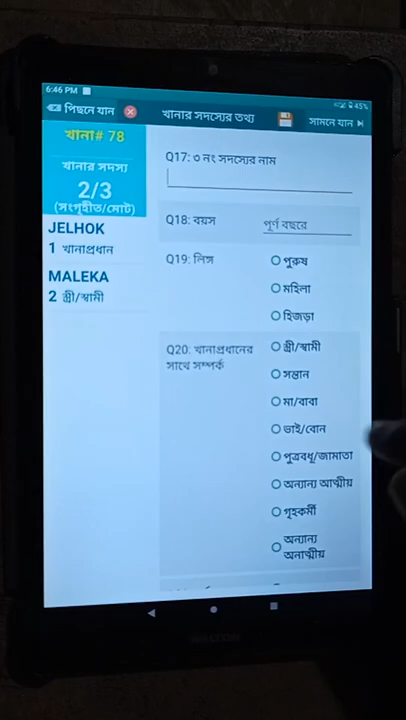 6:46 PM
45%
পিছনে যান
খানার সদস্যের তথ্য
সামনে যান
খানা# 78
খানার সদস্য
2/3
(সংগৃহীত/মোট)
JELHOK
1 খানাপ্রধান
MALEKA
2 স্ত্রী/স্বামী
Q17: ৩ নং সদস্যের নাম
Q18: বয়স
পূর্ণ বছরে
Q19: লিঙ্গ
পুরুষ
মহিলা
হিজড়া
Q20: খানাপ্রধানের
সাথে সম্পর্ক
স্ত্রী/স্বামী
সন্তান
মা/বাবা
ভাই/বোন
পুত্রবধূ/জামাতা
অন্যান্য আত্মীয়
গৃহকর্মী
অন্যান্য
অনাত্মীয়
WALTON